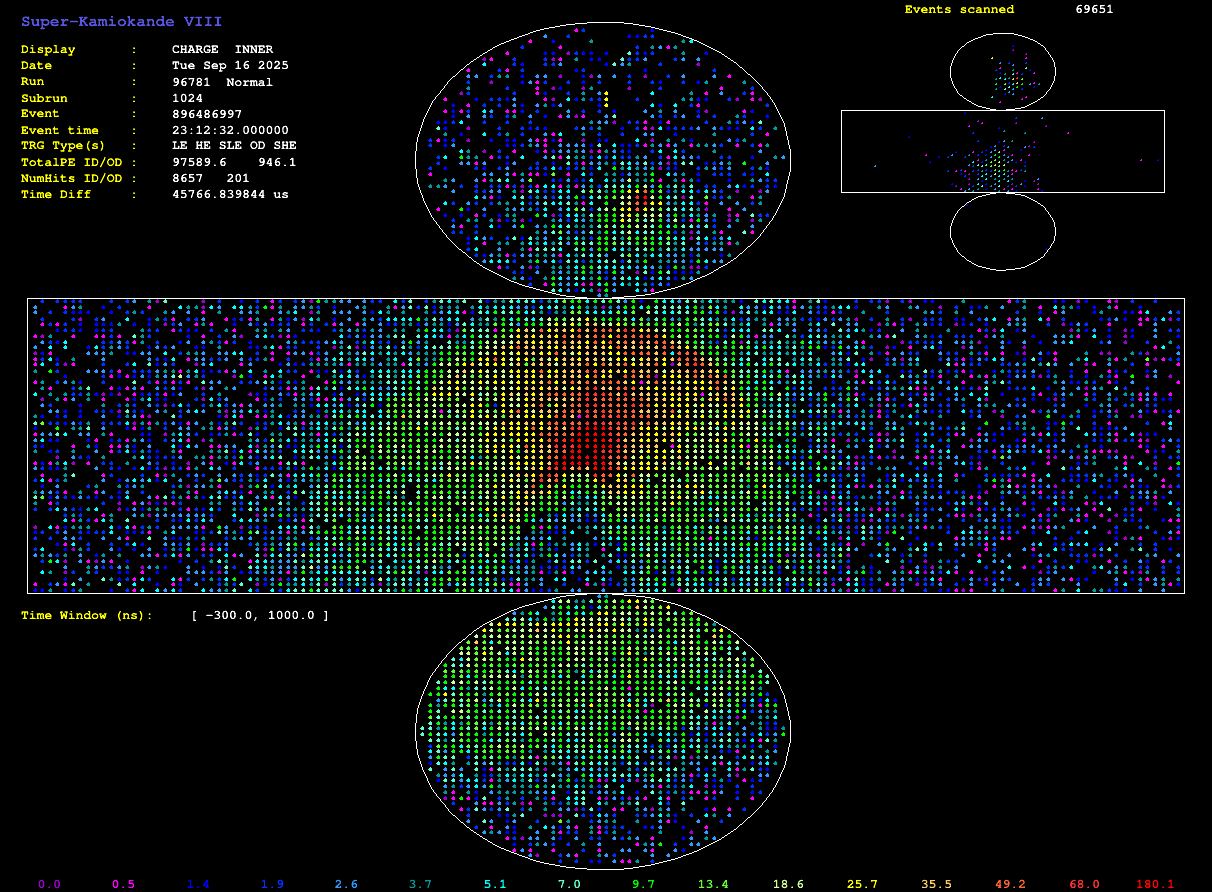 Super-Kamiokande VIII
Events scanned 69651
Display : CHARGE INNER
Date : Tue Sep 16 2025
Run : 96781 Normal
Subrun : 1024
Event : 896486997
Event time : 23:12:32.000000
TRG Type(s) : LE HE SLE OD SHE
TotalPE ID/OD : 97589.6 946.1
NumHits ID/OD : 8657 201
Time Diff : 45766.839844 us
Time Window (ns): [ -300.0, 1000.0 ]
0.0 0.5 1.4 1.9 2.6 3.7 5.1 7.0 9.7 13.4 18.6 25.7 35.5 49.2 68.0 180.1